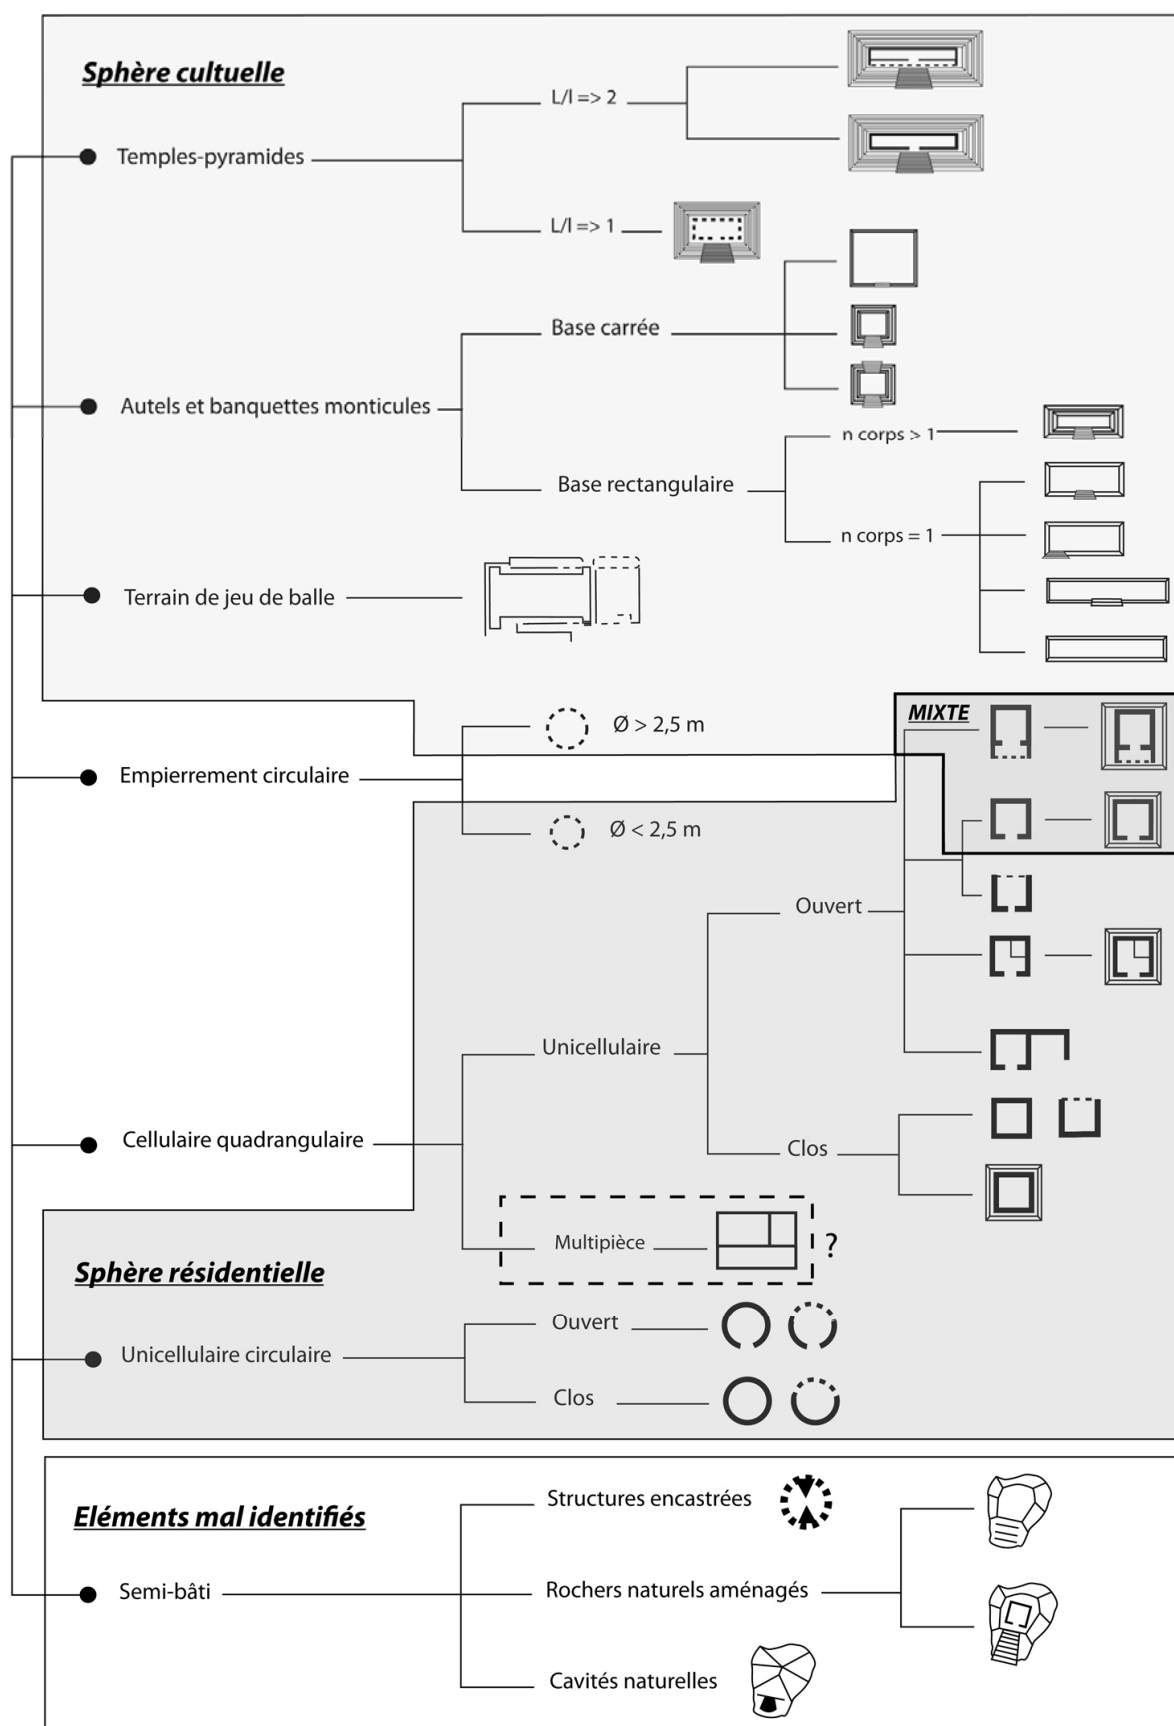 Sphère cultuelle
L/l => 2
Temples-pyramides
L/l => 1
Base carrée
Autels et banquettes monticules
n corps > 1
Base rectangulaire
n corps = 1
Terrain de jeu de balle
MIXTE
Ø > 2,5 m
Empierrement circulaire
Ø < 2,5 m
Ouvert
Unicellulaire
Cellulaire quadrangulaire
Clos
Multipièce
?
Sphère résidentielle
Ouvert
Unicellulaire circulaire
Clos
Structures encastrées
Eléments mal identifiés
Semi-bâti
Rochers naturels aménagés
Cavités naturelles